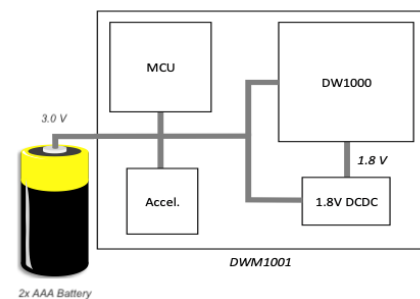 MCU
DW1000
3.0 V
1.8 V
Accel.
1.8V DCDC
DWM1001
2x AAA Battery